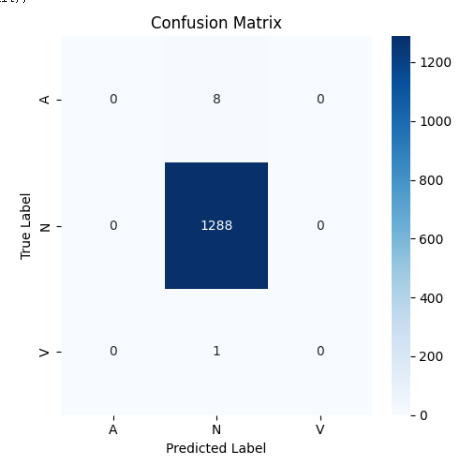 Confusion Matrix
A
0 8 0
N
0 1288 0
V
0 1 0
A N V
True Label
Predicted Label
1200
1000
800
600
400
200
0